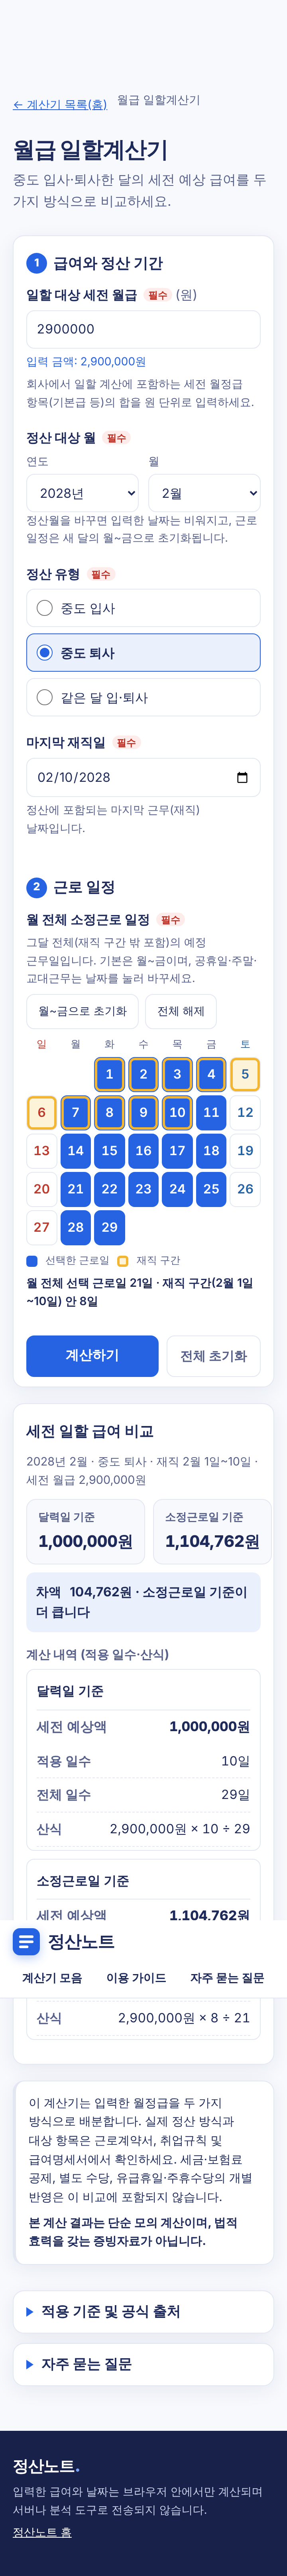 ← 계산기 목록(홈) 월급 일할계산기
월급 일할계산기
중도 입사·퇴사한 달의 세전 예상 급여를 두
가지 방식으로 비교하세요.
1 급여와 정산 기간
일할 대상 세전 월급 필수 (원)
2900000
입력 금액: 2,900,000원
회사에서 일할 계산에 포함하는 세전 월정급
항목(기본급 등)의 합을 원 단위로 입력하세요.
정산 대상 월 필수
연도 월
2028년 2월
정산월을 바꾸면 입력한 날짜는 비워지고, 근로
일정은 새 달의 월~금으로 초기화됩니다.
정산 유형 필수
중도 입사
중도 퇴사
같은 달 입·퇴사
마지막 재직일 필수
02/10/2028
정산에 포함되는 마지막 근무(재직)
날짜입니다.
2 근로 일정
월 전체 소정근로 일정 필수
그달 전체(재직 구간 밖 포함)의 예정
근무일입니다. 기본은 월~금이며, 공휴일·주말·
교대근무는 날짜를 눌러 바꾸세요.
월~금으로 초기화 전체 해제
일 월 화 수 목 금 토
1 2 3 4 5
6 7 8 9 10 11 12
13 14 15 16 17 18 19
20 21 22 23 24 25 26
27 28 29
선택한 근로일 재직 구간
월 전체 선택 근로일 21일 · 재직 구간(2월 1일
~10일) 안 8일
계산하기 전체 초기화
세전 일할 급여 비교
2028년 2월 · 중도 퇴사 · 재직 2월 1일~10일 ·
세전 월급 2,900,000원
달력일 기준 소정근로일 기준
1,000,000원 1,104,762원
차액 104,762원 · 소정근로일 기준이
더 큽니다
계산 내역 (적용 일수·산식)
달력일 기준
세전 예상액 1,000,000원
적용 일수 10일
전체 일수 29일
산식 2,900,000원 × 10 ÷ 29
소정근로일 기준
세전 예상액 1,104,762원
정산노트
계산기 모음 이용 가이드 자주 묻는 질문
산식 2,900,000원 × 8 ÷ 21
이 계산기는 입력한 월정급을 두 가지
방식으로 배분합니다. 실제 정산 방식과
대상 항목은 근로계약서, 취업규칙 및
급여명세서에서 확인하세요. 세금·보험료
공제, 별도 수당, 유급휴일·주휴수당의 개별
반영은 이 비교에 포함되지 않습니다.
본 계산 결과는 단순 모의 계산이며, 법적
효력을 갖는 증빙자료가 아닙니다.
적용 기준 및 공식 출처
자주 묻는 질문
정산노트.
입력한 급여와 날짜는 브라우저 안에서만 계산되며
서버나 분석 도구로 전송되지 않습니다.
정산노트 홈